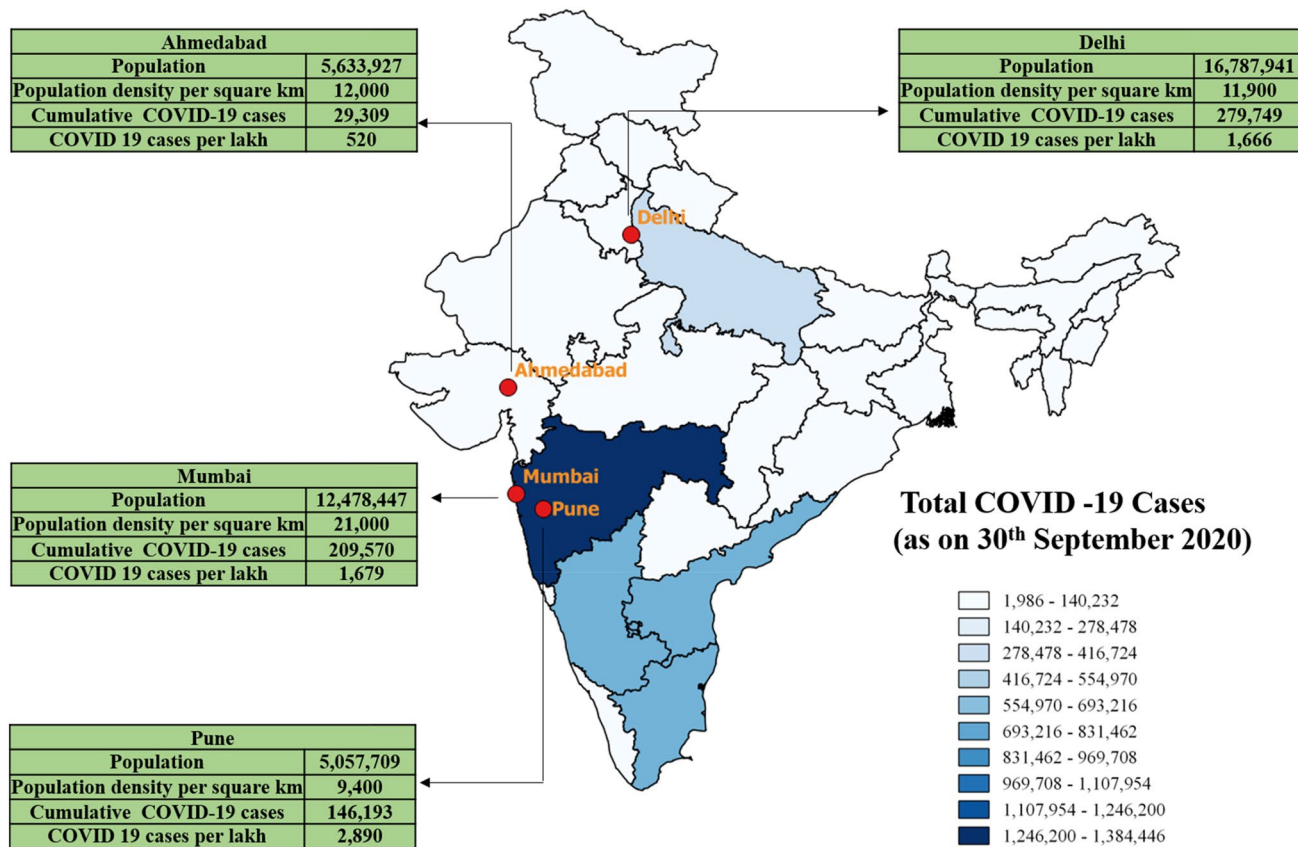 Ahmedabad
Population 5,633,927
Population density per square km 12,000
Cumulative COVID-19 cases 29,309
COVID 19 cases per lakh 520
Delhi
Population 16,787,941
Population density per square km 11,900
Cumulative COVID-19 cases 279,749
COVID 19 cases per lakh 1,666
Delhi
Ahmedabad
Mumbai
Population 12,478,447
Population density per square km 21,000
Cumulative COVID-19 cases 209,570
COVID 19 cases per lakh 1,679
Mumbai
Pune
Total COVID -19 Cases
(as on 30th September 2020)
1,986 - 140,232
140,232 - 278,478
278,478 - 416,724
416,724 - 554,970
554,970 - 693,216
693,216 - 831,462
831,462 - 969,708
969,708 - 1,107,954
1,107,954 - 1,246,200
1,246,200 - 1,384,446
Pune
Population 5,057,709
Population density per square km 9,400
Cumulative COVID-19 cases 146,193
COVID 19 cases per lakh 2,890